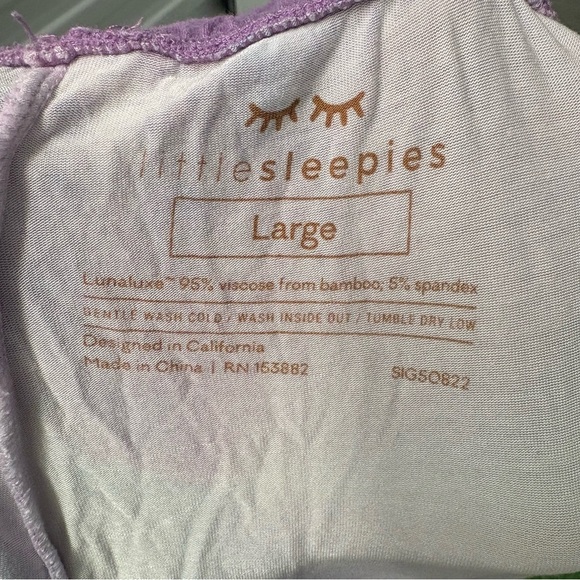 littlesleepies
Large
Lunaluxe™ 95% viscose from bamboo, 5% spandex
GENTLE WASH COLD / WASH INSIDE OUT / TUMBLE DRY LOW
Designed in California
Made in China | RN 153882 SIG50822